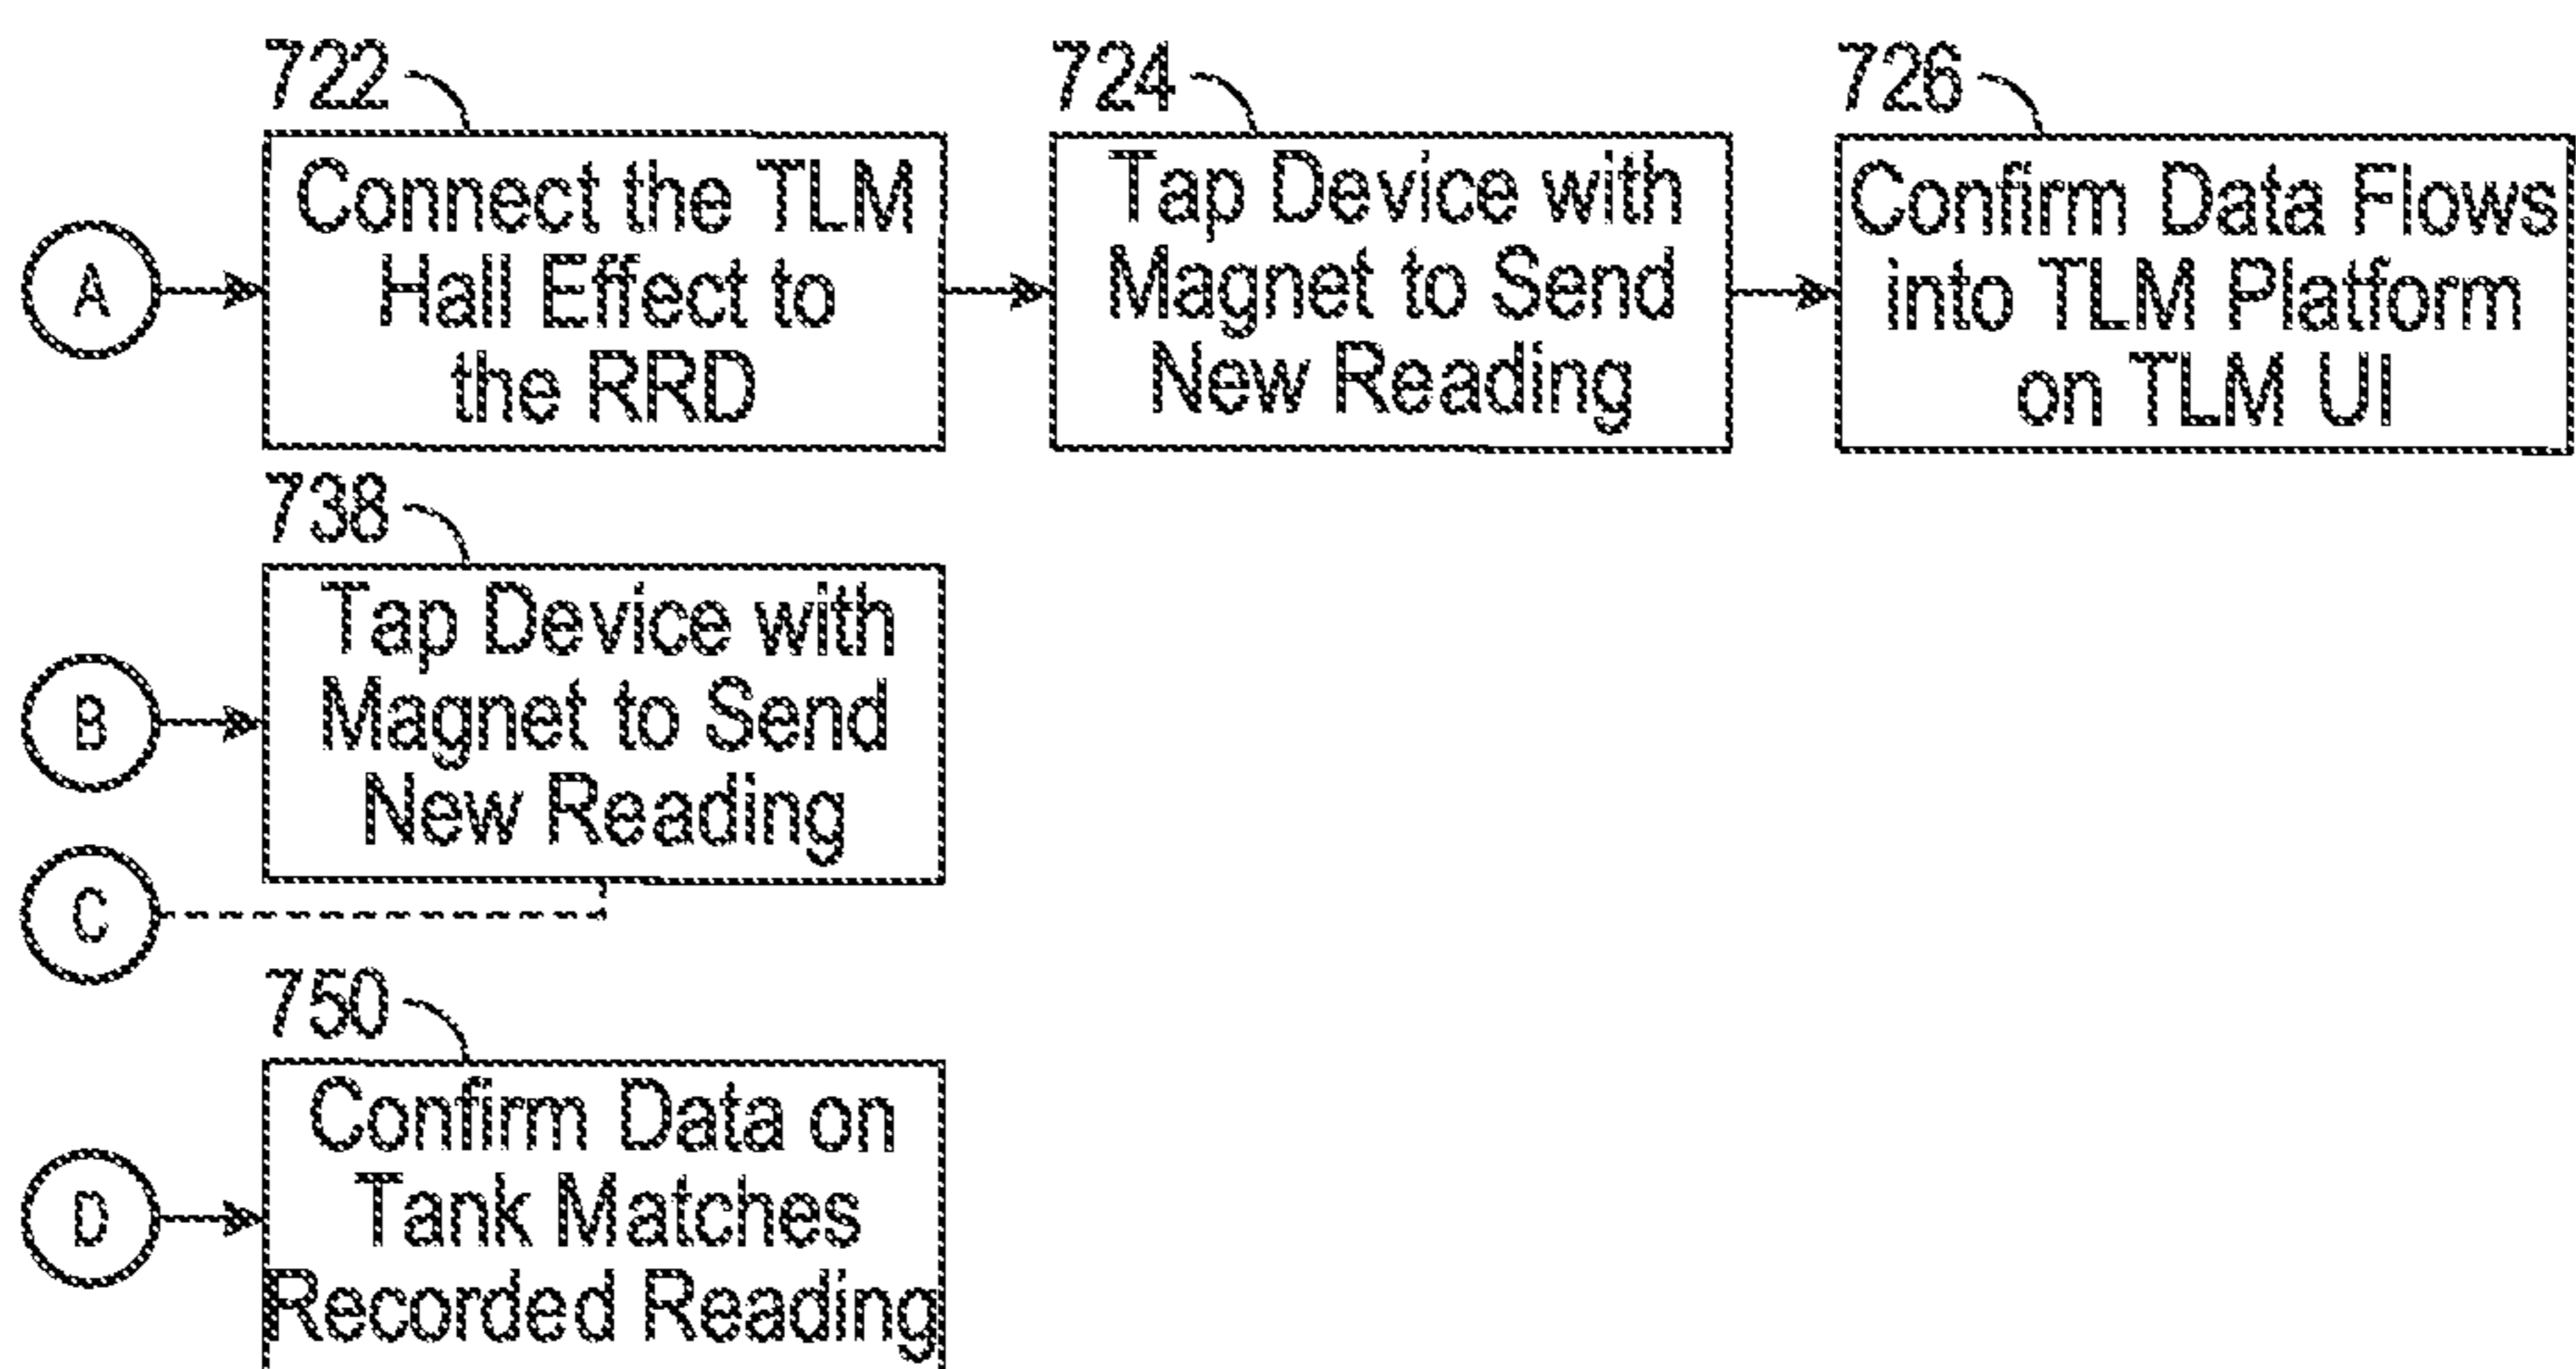 722
724
726
A
Connect the TLM
Hall Effect to
the RRD
Tap Device with
Magnet to Send
New Reading
Confirm Data Flows
into TLM Platform
on TLM UI
738
B
Tap Device with
Magnet to Send
New Reading
C
750
D
Confirm Data on
Tank Matches
Recorded Reading